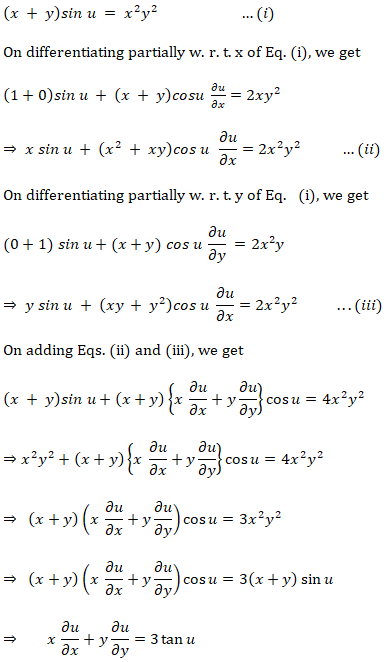 (x + y)sin u = x²y² ...(i)
On differentiating partially w. r. t. x of Eq. (i), we get
(1 + 0)sin u + (x + y)cosu ∂u/∂x = 2xy²
⇒ x sin u + (x² + xy)cos u ∂u/∂x = 2x²y² ...(ii)
On differentiating partially w. r. t. y of Eq. (i), we get
(0 + 1) sin u + (x + y) cos u ∂u/∂y = 2x²y
⇒ y sin u + (xy + y²)cos u ∂u/∂x = 2x²y² ...(iii)
On adding Eqs. (ii) and (iii), we get
(x + y)sin u + (x + y) {x ∂u/∂x + y ∂u/∂y} cos u = 4x²y²
⇒ x²y² + (x + y) {x ∂u/∂x + y ∂u/∂y} cos u = 4x²y²
⇒ (x + y) (x ∂u/∂x + y ∂u/∂y) cos u = 3x²y²
⇒ (x + y) (x ∂u/∂x + y ∂u/∂y) cos u = 3(x + y) sin u
⇒ x ∂u/∂x + y ∂u/∂y = 3 tan u